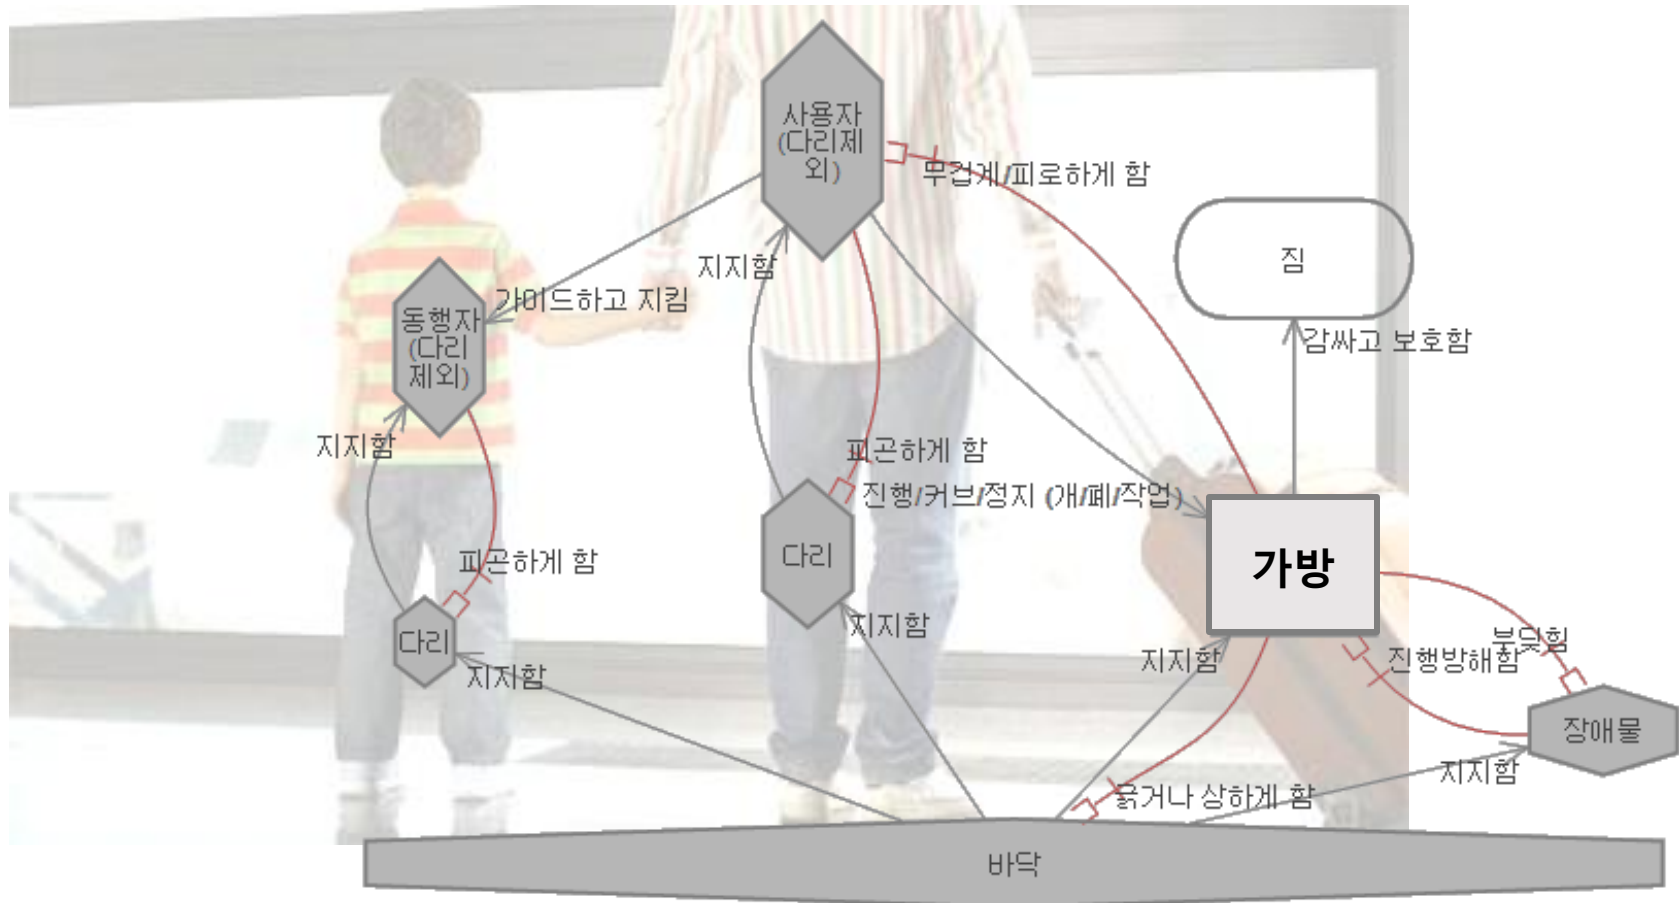 사용자
(다리제
외)
무겁게/피로하게 함
짐
지지함
가이드하고 지킴
동행자
(다리
제외)
감싸고 보호함
지지함
피곤하게 함
진행/커브/정지 (개/폐/작업)
다리
가방
피곤하게 함
다리
지지함
지지함
지지함
부딪힘
진행방해함
장애물
지지함
긁거나 상하게 함
바닥